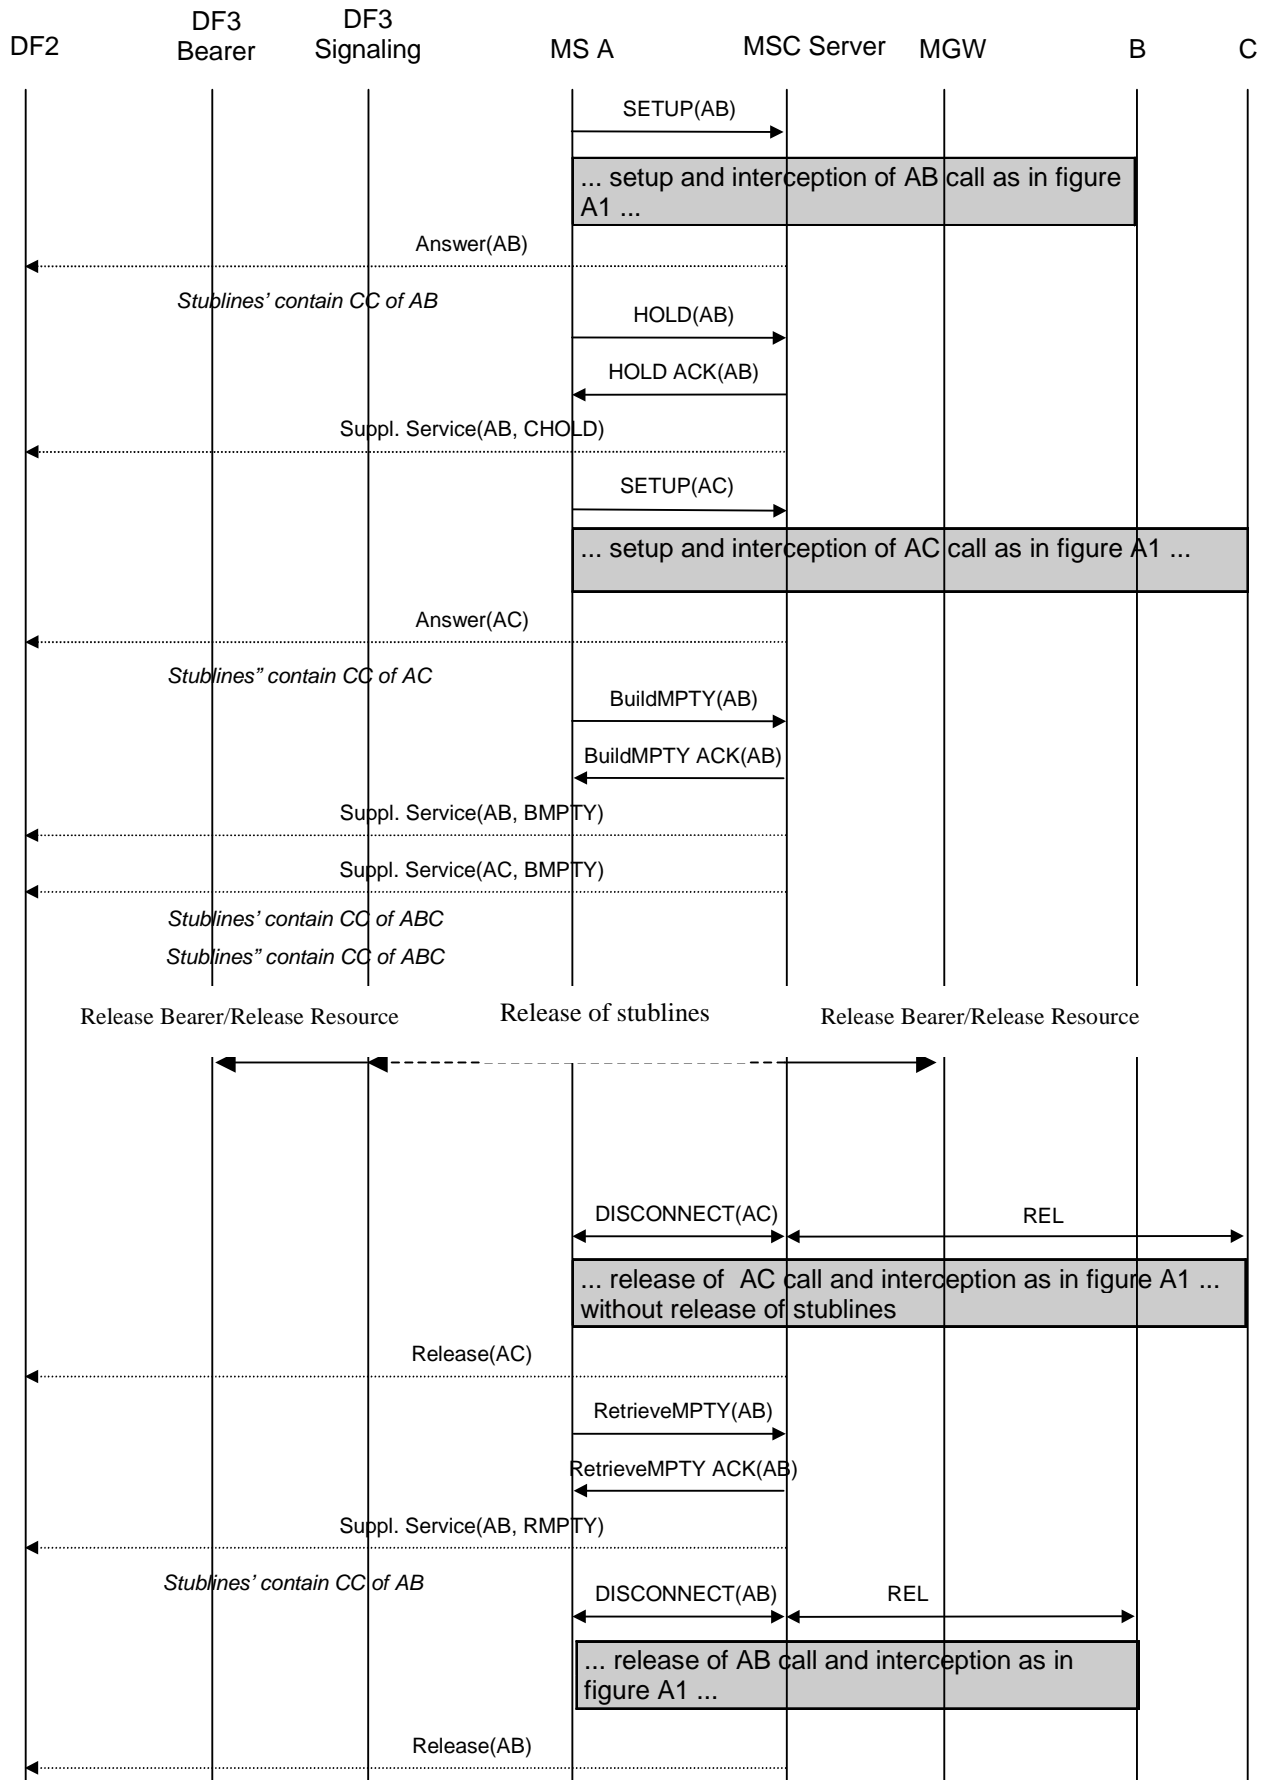 DF2
DF3
Bearer
DF3
Signaling
MS A
MSC Server
MGW
B
C
SETUP(AB)
... setup and interception of AB call as in figure
A1 ...
Answer(AB)
Stublines’ contain CC of AB
HOLD(AB)
HOLD ACK(AB)
Suppl. Service(AB, CHOLD)
SETUP(AC)
... setup and interception of AC call as in figure A1 ...
Answer(AC)
Stublines” contain CC of AC
BuildMPTY(AB)
BuildMPTY ACK(AB)
Suppl. Service(AB, BMPTY)
Suppl. Service(AC, BMPTY)
Stublines’ contain CC of ABC
Stublines” contain CC of ABC
Release Bearer/Release Resource
Release of stublines
Release Bearer/Release Resource
DISCONNECT(AC)
REL
... release of  AC call and interception as in figure A1 ...
without release of stublines
Release(AC)
RetrieveMPTY(AB)
RetrieveMPTY ACK(AB)
Suppl. Service(AB, RMPTY)
Stublines’ contain CC of AB
DISCONNECT(AB)
REL
... release of AB call and interception as in
figure A1 ...
Release(AB)